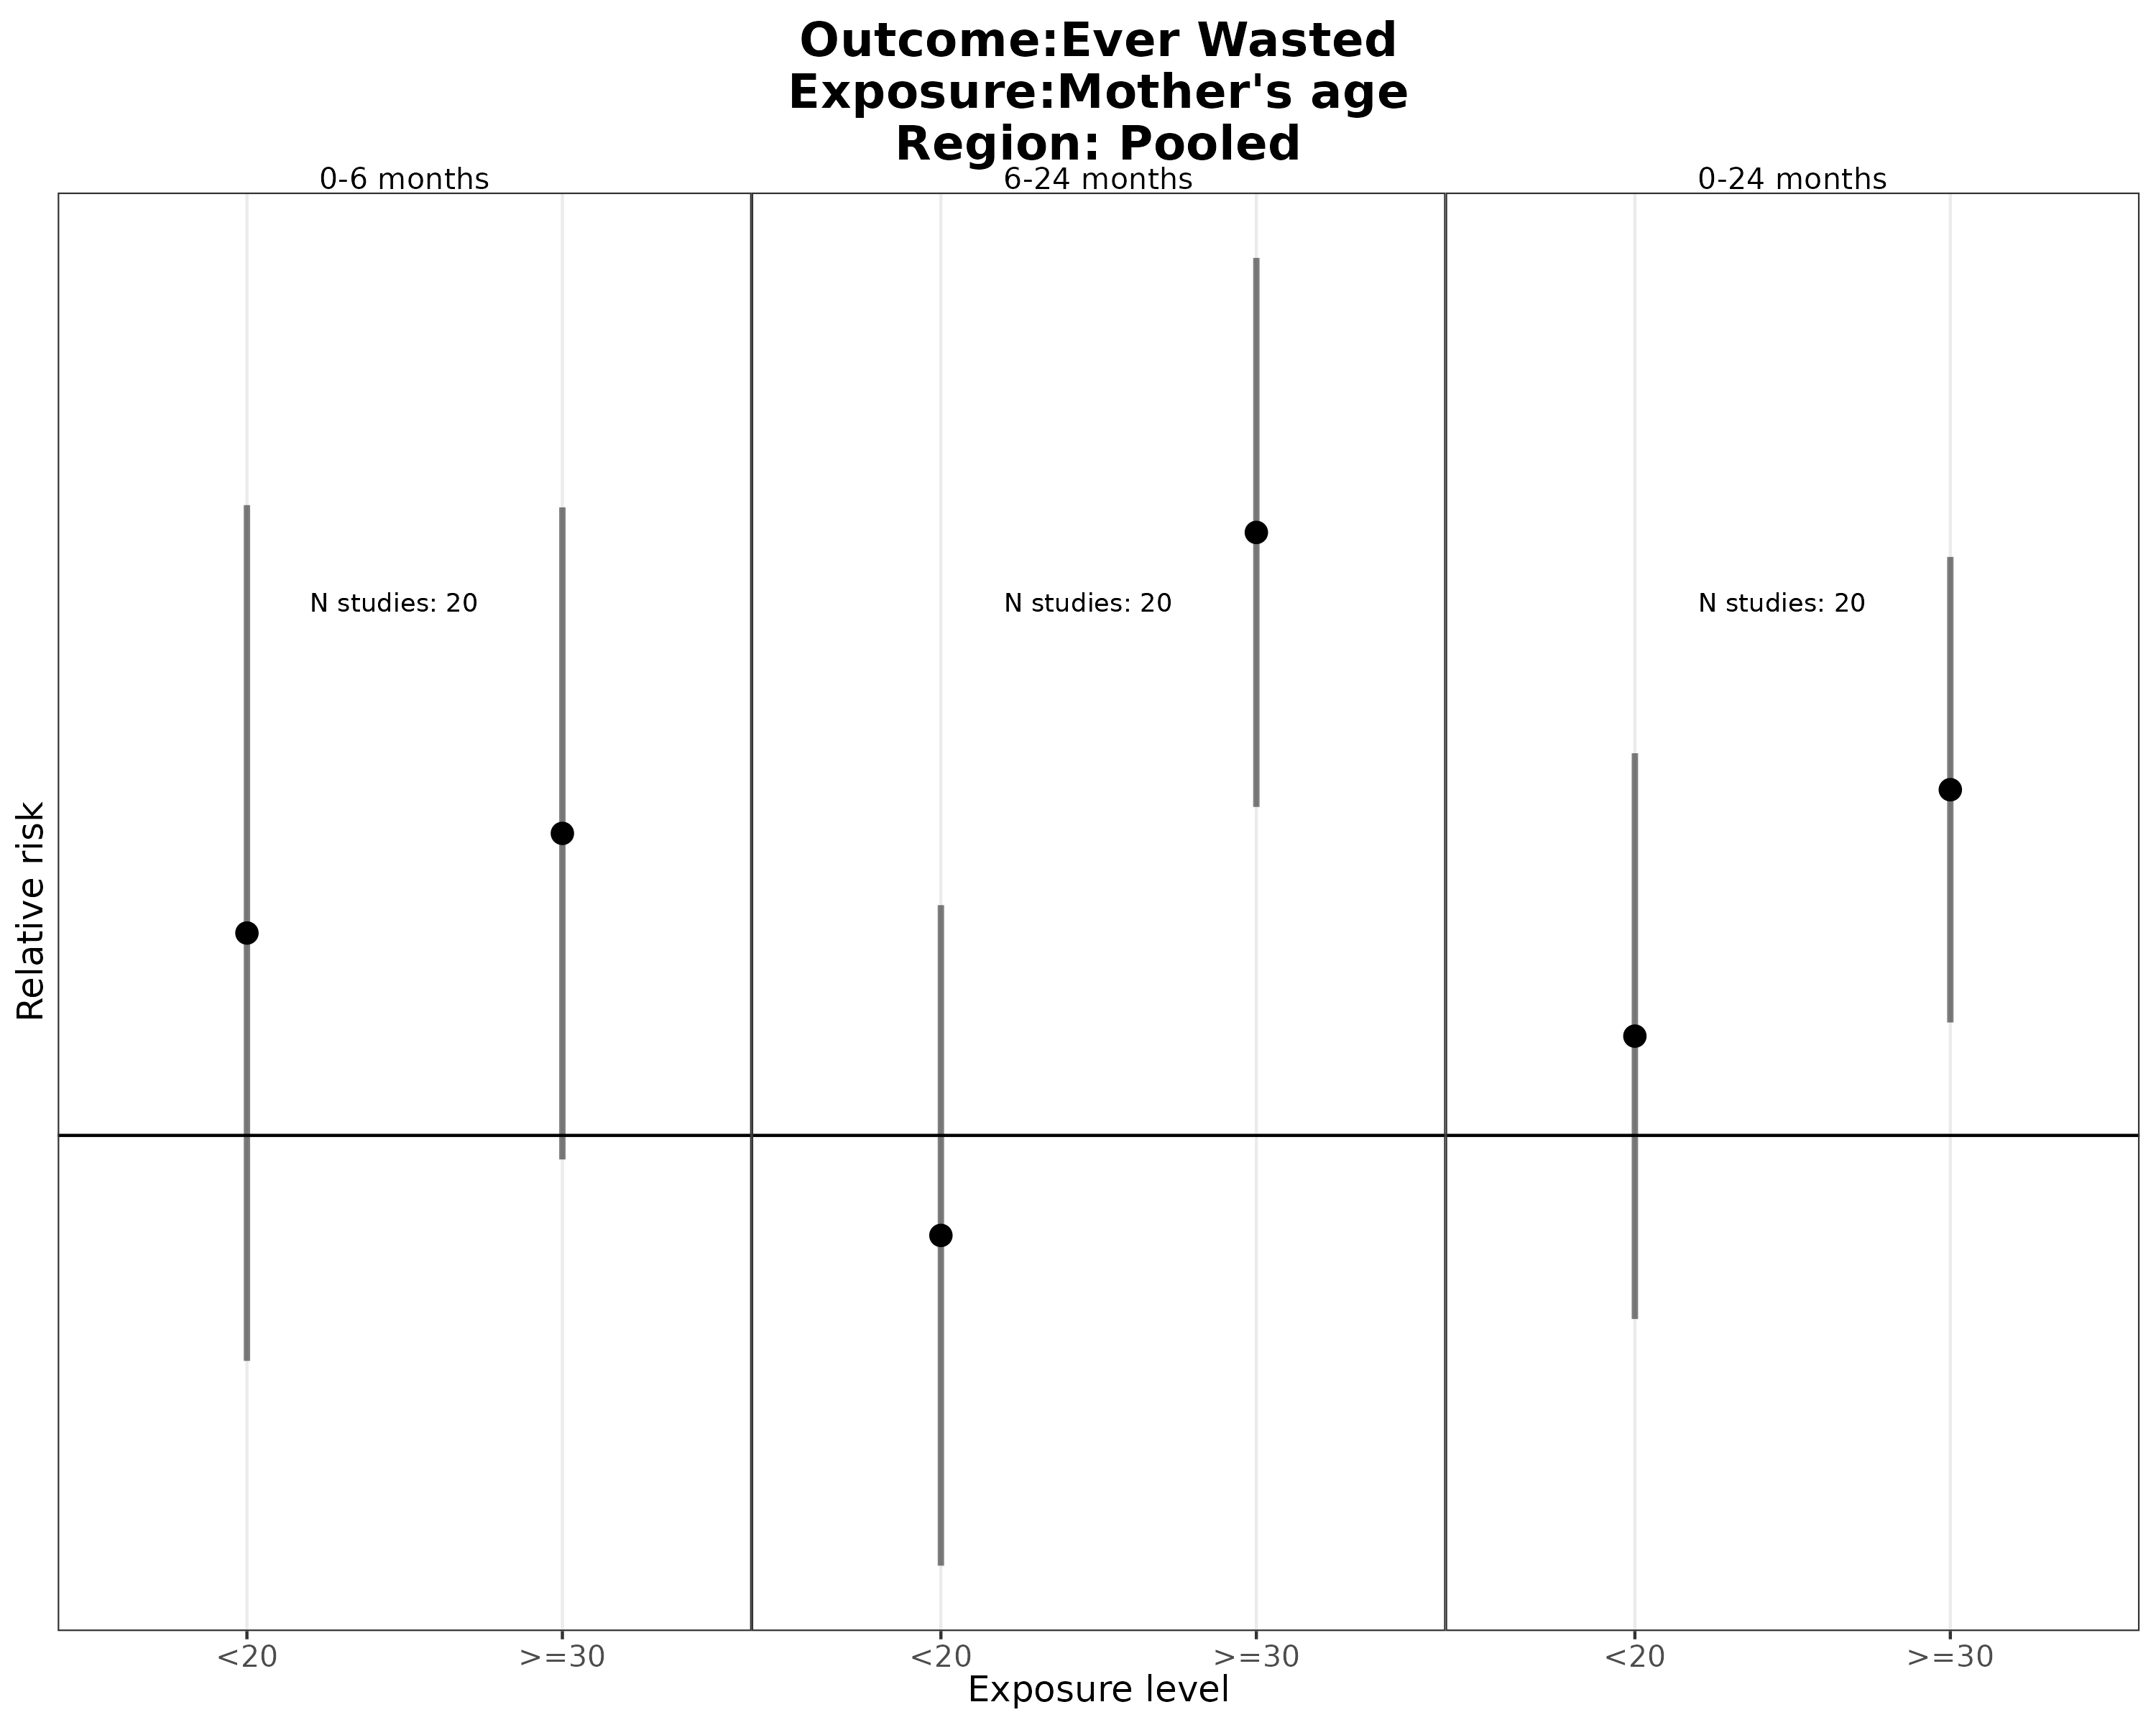 Outcome:Ever Wasted
Exposure:Mother's age
Region: Pooled
0-6 months
6-24 months
0-24 months
N studies: 20
N studies: 20
N studies: 20
Relative risk
<20
>=30
<20
>=30
<20
>=30
Exposure level